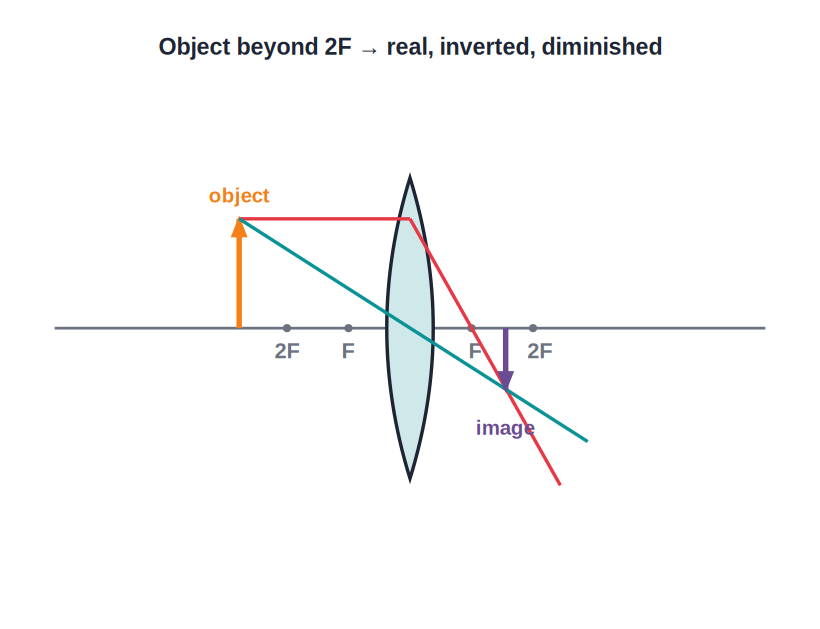 Object beyond 2F → real, inverted, diminished
object
2F
F
F
2F
image